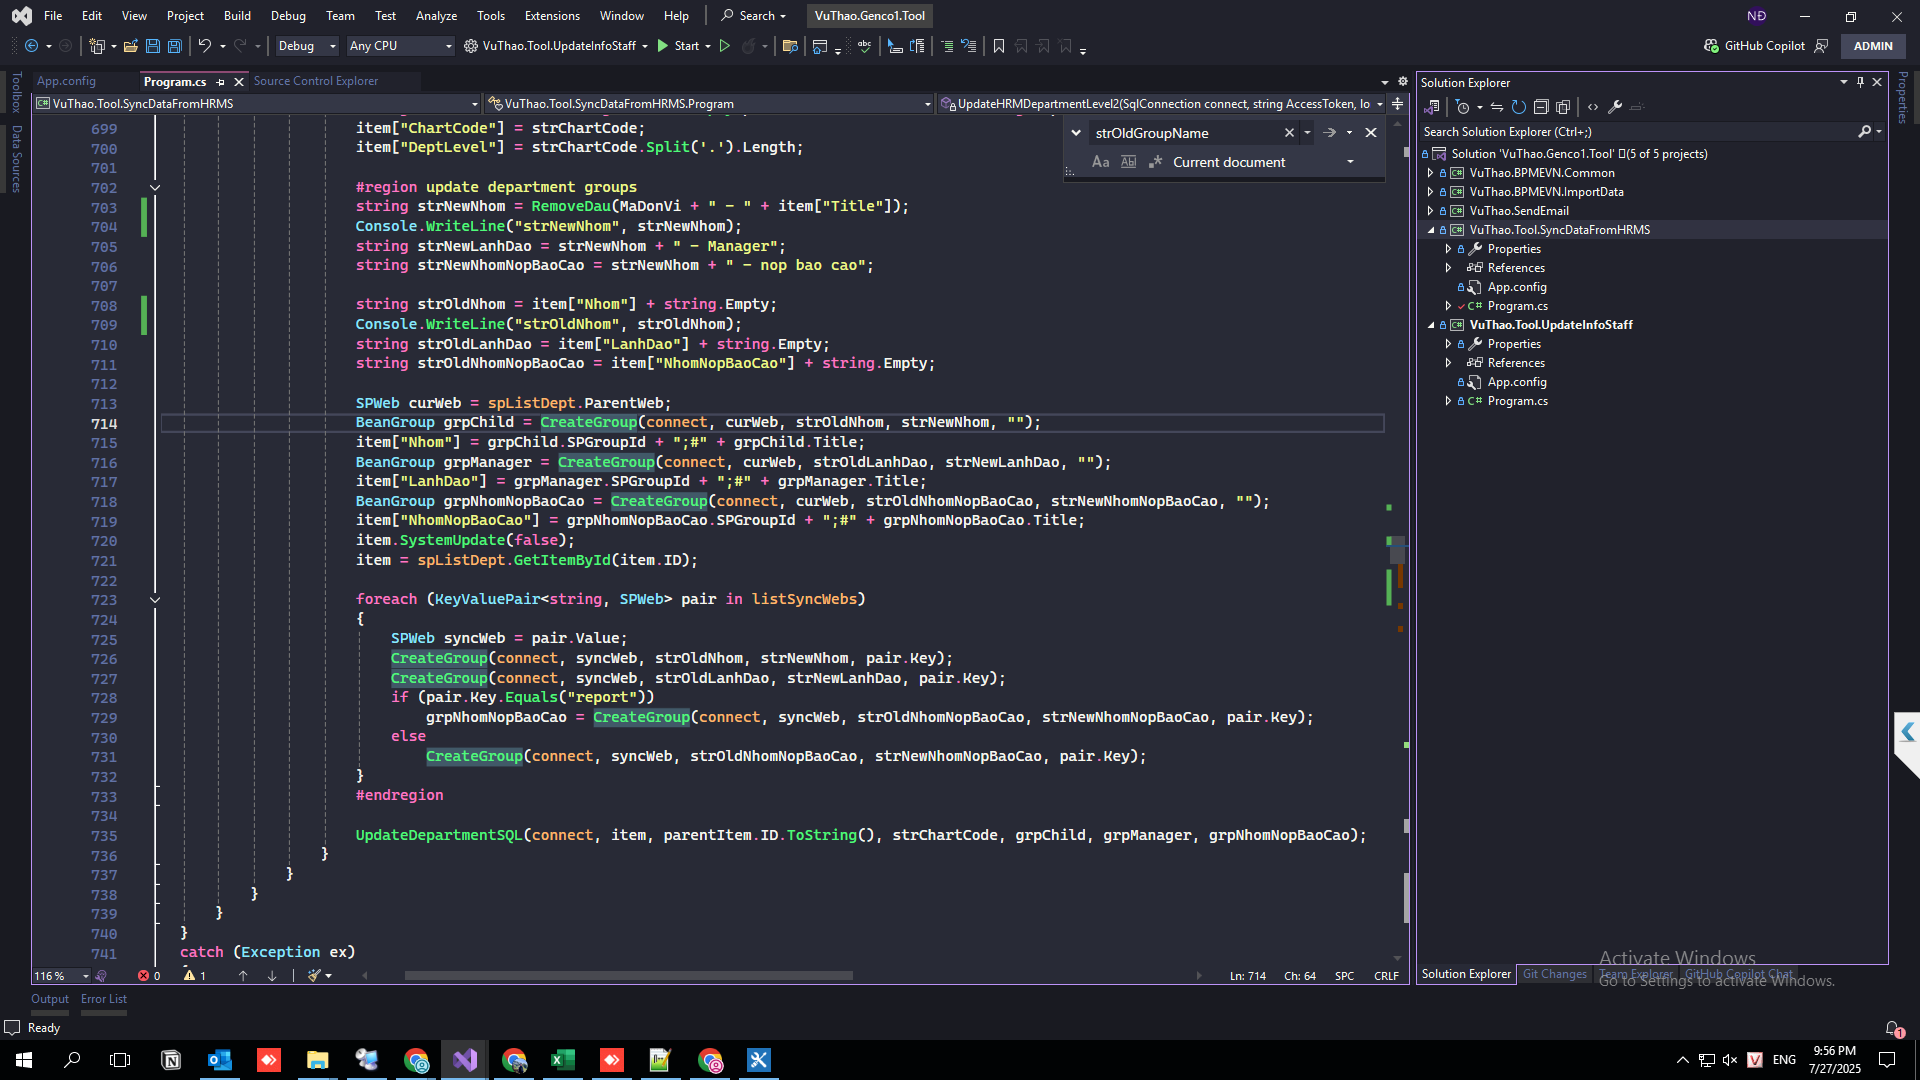 File Edit View Project Build Debug Team Test Analyze Tools Extensions Window Help Search VuThao.Genco1.Tool NĐ
Debug Any CPU VuThao.Tool.UpdateInfoStaff Start GitHub Copilot ADMIN
Toolbox
Data Sources
App.config Program.cs Source Control Explorer
VuThao.Tool.SyncDataFromHRMS VuThao.Tool.SyncDataFromHRMS.Program UpdateHRMDepartmentLevel2(SqlConnection connect, string AccessToken, lo
strOldGroupName
Current document
699 item["ChartCode"] = strChartCode;
700 item["DeptLevel"] = strChartCode.Split('.').Length;
701
702 #region update department groups
703 string strNewNhom = RemoveDau(MaDonVi + " - " + item["Title"]);
704 Console.WriteLine("strNewNhom", strNewNhom);
705 string strNewLanhDao = strNewNhom + " - Manager";
706 string strNewNhomNopBaoCao = strNewNhom + " - nop bao cao";
707
708 string strOldNhom = item["Nhom"] + string.Empty;
709 Console.WriteLine("strOldNhom", strOldNhom);
710 string strOldLanhDao = item["LanhDao"] + string.Empty;
711 string strOldNhomNopBaoCao = item["NhomNopBaoCao"] + string.Empty;
712
713 SPWeb curWeb = spListDept.ParentWeb;
714 BeanGroup grpChild = CreateGroup(connect, curWeb, strOldNhom, strNewNhom, "");
715 item["Nhom"] = grpChild.SPGroupId + ";#" + grpChild.Title;
716 BeanGroup grpManager = CreateGroup(connect, curWeb, strOldLanhDao, strNewLanhDao, "");
717 item["LanhDao"] = grpManager.SPGroupId + ";#" + grpManager.Title;
718 BeanGroup grpNhomNopBaoCao = CreateGroup(connect, curWeb, strOldNhomNopBaoCao, strNewNhomNopBaoCao, "");
719 item["NhomNopBaoCao"] = grpNhomNopBaoCao.SPGroupId + ";#" + grpNhomNopBaoCao.Title;
720 item.SystemUpdate(false);
721 item = spListDept.GetItemById(item.ID);
722
723 foreach (KeyValuePair<string, SPWeb> pair in listSyncWebs)
724 {
725 SPWeb syncWeb = pair.Value;
726 CreateGroup(connect, syncWeb, strOldNhom, strNewNhom, pair.Key);
727 CreateGroup(connect, syncWeb, strOldLanhDao, strNewLanhDao, pair.Key);
728 if (pair.Key.Equals("report"))
729 grpNhomNopBaoCao = CreateGroup(connect, syncWeb, strOldNhomNopBaoCao, strNewNhomNopBaoCao, pair.Key);
730 else
731 CreateGroup(connect, syncWeb, strOldNhomNopBaoCao, strNewNhomNopBaoCao, pair.Key);
732 }
733 #endregion
734
735 UpdateDepartmentSQL(connect, item, parentItem.ID.ToString(), strChartCode, grpChild, grpManager, grpNhomNopBaoCao);
736 }
737 }
738 }
739 }
740 }
741 catch (Exception ex)
116 % 0 1 Ln: 714 Ch: 64 SPC CRLF
Output Error List
Ready
Solution Explorer
Search Solution Explorer (Ctrl+;)
Solution 'VuThao.Genco1.Tool' (5 of 5 projects)
VuThao.BPMEVN.Common
VuThao.BPMEVN.ImportData
VuThao.SendEmail
VuThao.Tool.SyncDataFromHRMS
Properties
References
App.config
C# Program.cs
VuThao.Tool.UpdateInfoStaff
Properties
References
App.config
C# Program.cs
Solution Explorer Git Changes Team Explorer GitHub Copilot Chat
Activate Windows
Go to Settings to activate Windows.
Properties
ENG
9:56 PM
7/27/2025